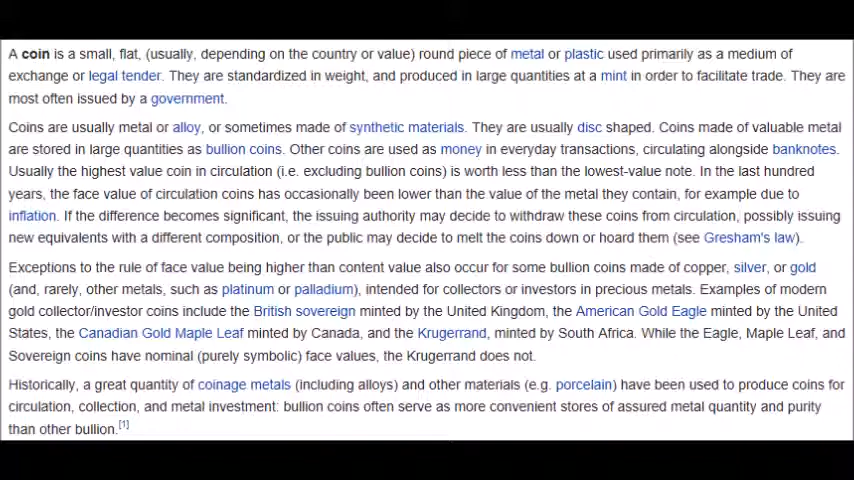 A coin is a small, flat, (usually, depending on the country or value) round piece of metal or plastic used primarily as a medium of
exchange or legal tender. They are standardized in weight, and produced in large quantities at a mint in order to facilitate trade. They are
most often issued by a government.
Coins are usually metal or alloy, or sometimes made of synthetic materials. They are usually disc shaped. Coins made of valuable metal
are stored in large quantities as bullion coins. Other coins are used as money in everyday transactions, circulating alongside banknotes.
Usually the highest value coin in circulation (i.e. excluding bullion coins) is worth less than the lowest-value note. In the last hundred
years, the face value of circulation coins has occasionally been lower than the value of the metal they contain, for example due to
inflation. If the difference becomes significant, the issuing authority may decide to withdraw these coins from circulation, possibly issuing
new equivalents with a different composition, or the public may decide to melt the coins down or hoard them (see Gresham's law).
Exceptions to the rule of face value being higher than content value also occur for some bullion coins made of copper, silver, or gold
(and, rarely, other metals, such as platinum or palladium), intended for collectors or investors in precious metals. Examples of modern
gold collector/investor coins include the British sovereign minted by the United Kingdom, the American Gold Eagle minted by the United
States, the Canadian Gold Maple Leaf minted by Canada, and the Krugerrand, minted by South Africa. While the Eagle, Maple Leaf, and
Sovereign coins have nominal (purely symbolic) face values, the Krugerrand does not.
Historically, a great quantity of coinage metals (including alloys) and other materials (e.g. porcelain) have been used to produce coins for
circulation, collection, and metal investment: bullion coins often serve as more convenient stores of assured metal quantity and purity
than other bullion.[1]